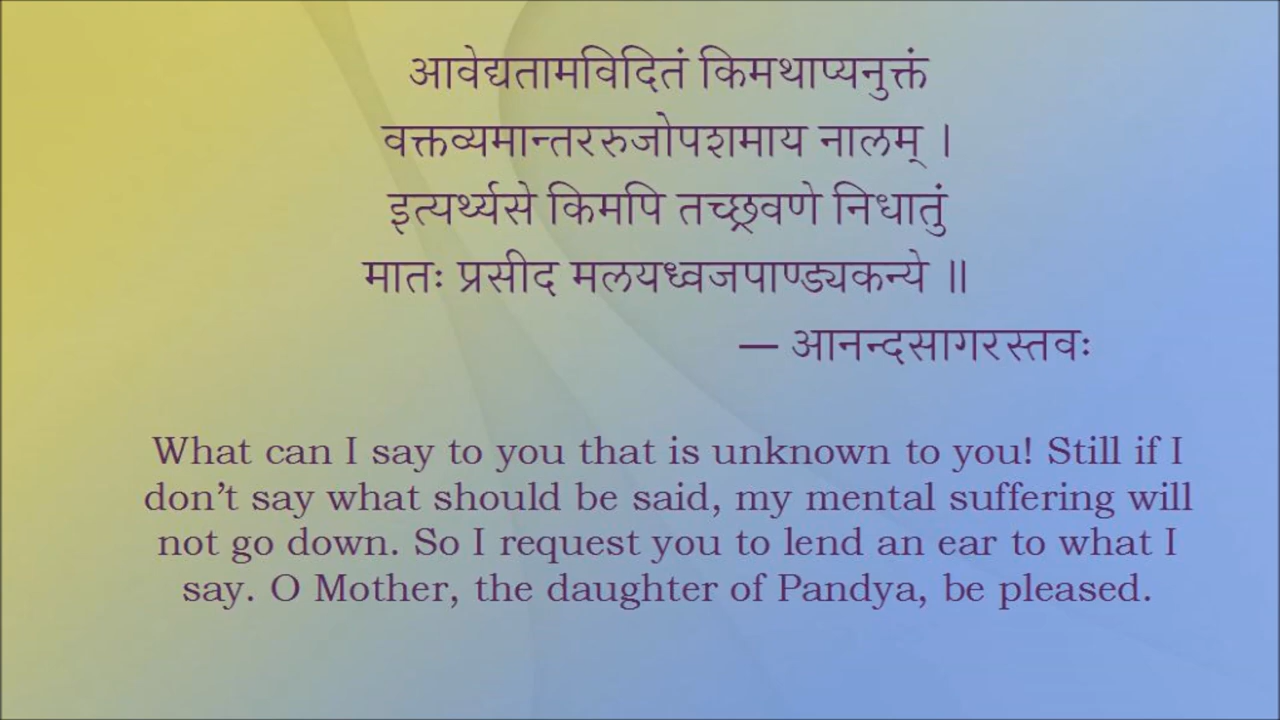 आवेद्यतामविदितं किमथाप्यनुक्तं
वक्तव्यमान्तररुजोपशमाय नालम् ।
इत्यर्थ्यसे किमपि तच्छ्रवणे निधातुं
मातः प्रसीद मलयध्वजपाण्ड्यकन्ये ॥
— आनन्दसागरस्तवः
What can I say to you that is unknown to you! Still if I
don’t say what should be said, my mental suffering will
not go down. So I request you to lend an ear to what I
say. O Mother, the daughter of Pandya, be pleased.